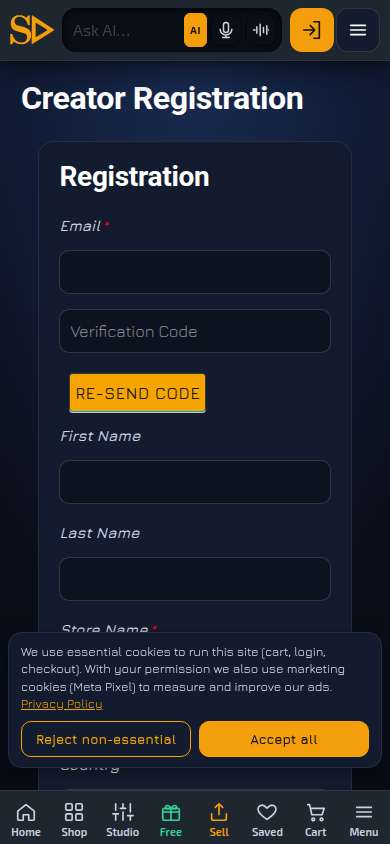 SD
Ask AI...
AI
Creator Registration
Registration
Email *
Verification Code
RE-SEND CODE
First Name
Last Name
Store Name *
We use essential cookies to run this site (cart, login,
checkout). With your permission we also use marketing
cookies (Meta Pixel) to measure and improve our ads.
Privacy Policy
Reject non-essential
Accept all
Country
Home
Shop
Studio
Free
Sell
Saved
Cart
Menu